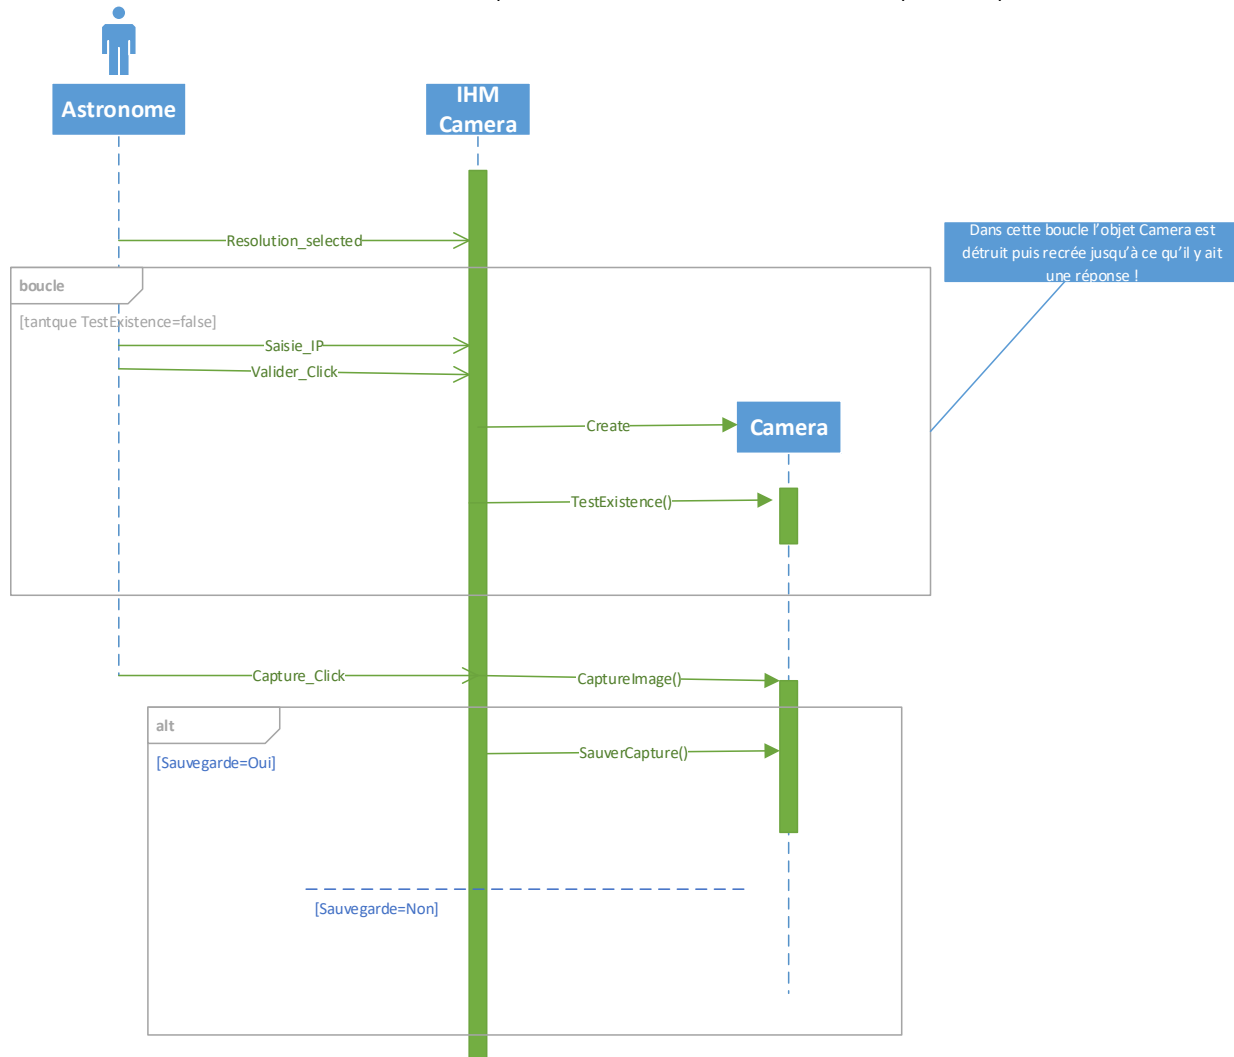 Astronome
IHM
Camera
Resolution_selected
Dans cette boucle l'objet Camera est
détruit puis recrée jusqu'à ce qu'il y ait
une réponse !
boucle
[tantque TestExistence=false]
Saisie_IP
Valider_Click
Create
Camera
TestExistence()
Capture_Click
CaptureImage()
alt
[Sauvegarde=Oui]
SauverCapture()
[Sauvegarde=Non]